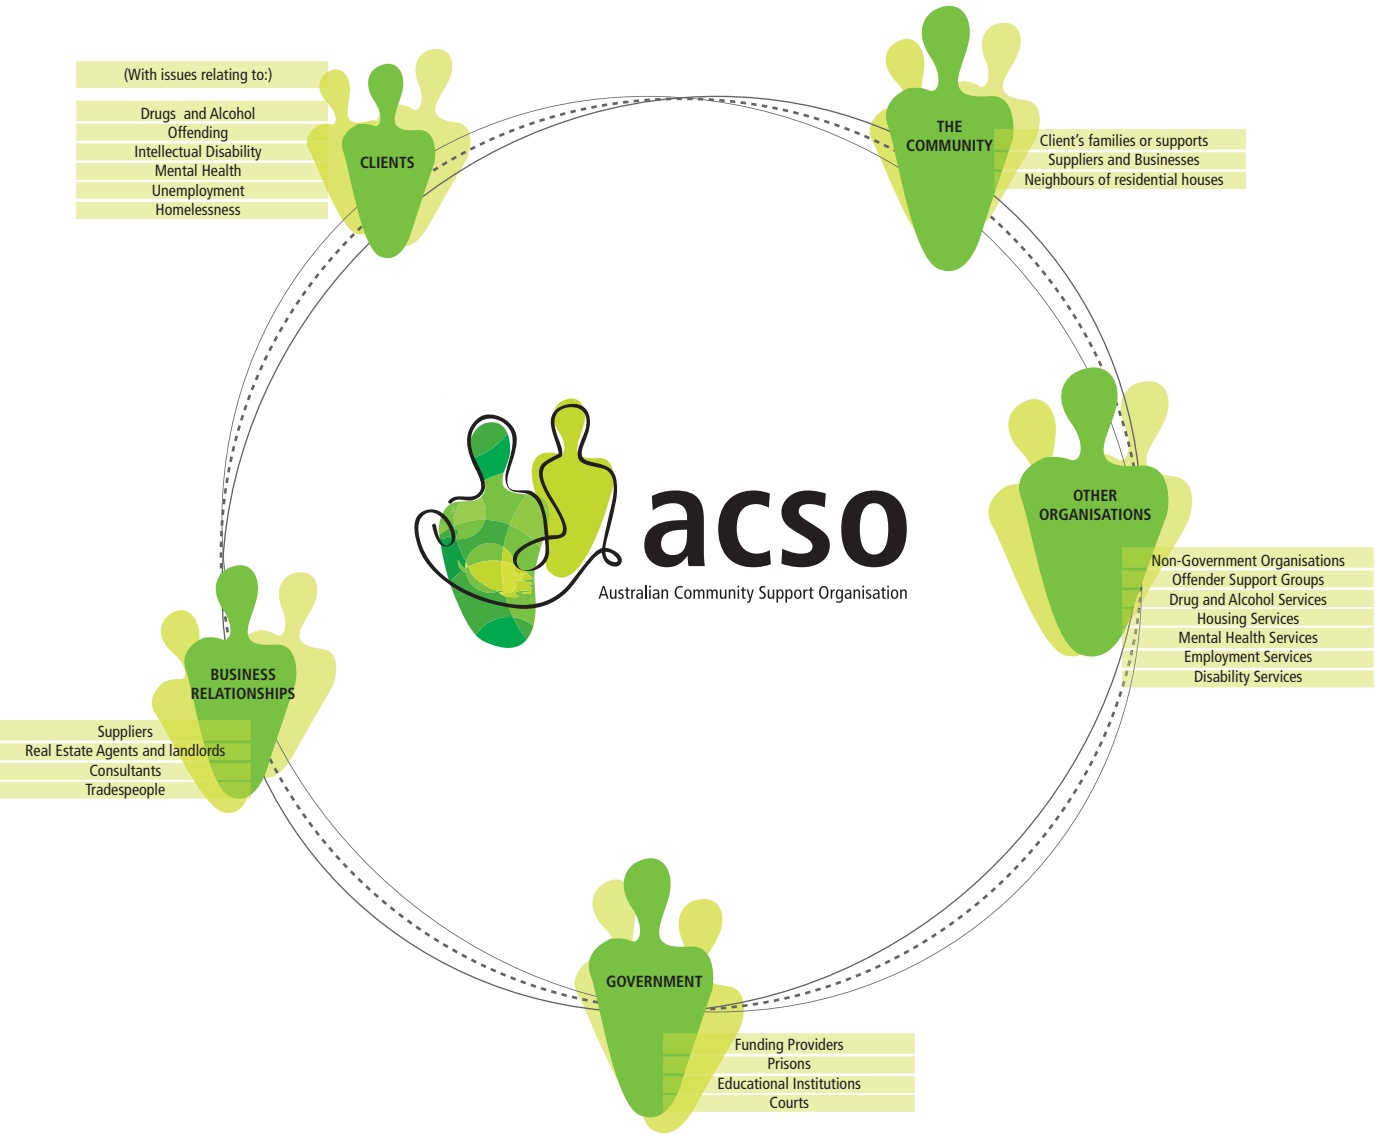 (With issues relating to:)
Drugs and Alcohol
Offending
Intellectual Disability
Mental Health
Unemployment
Homelessness
CLIENTS
THE
COMMUNITY
Client's families or supports
Suppliers and Businesses
Neighbours of residential houses
OTHER
ORGANISATIONS
Non-Government Organisations
Offender Support Groups
Drug and Alcohol Services
Housing Services
Mental Health Services
Employment Services
Disability Services
acso
Australian Community Support Organisation
BUSINESS
RELATIONSHIPS
Suppliers
Real Estate Agents and landlords
Consultants
Tradespeople
GOVERNMENT
Funding Providers
Prisons
Educational Institutions
Courts